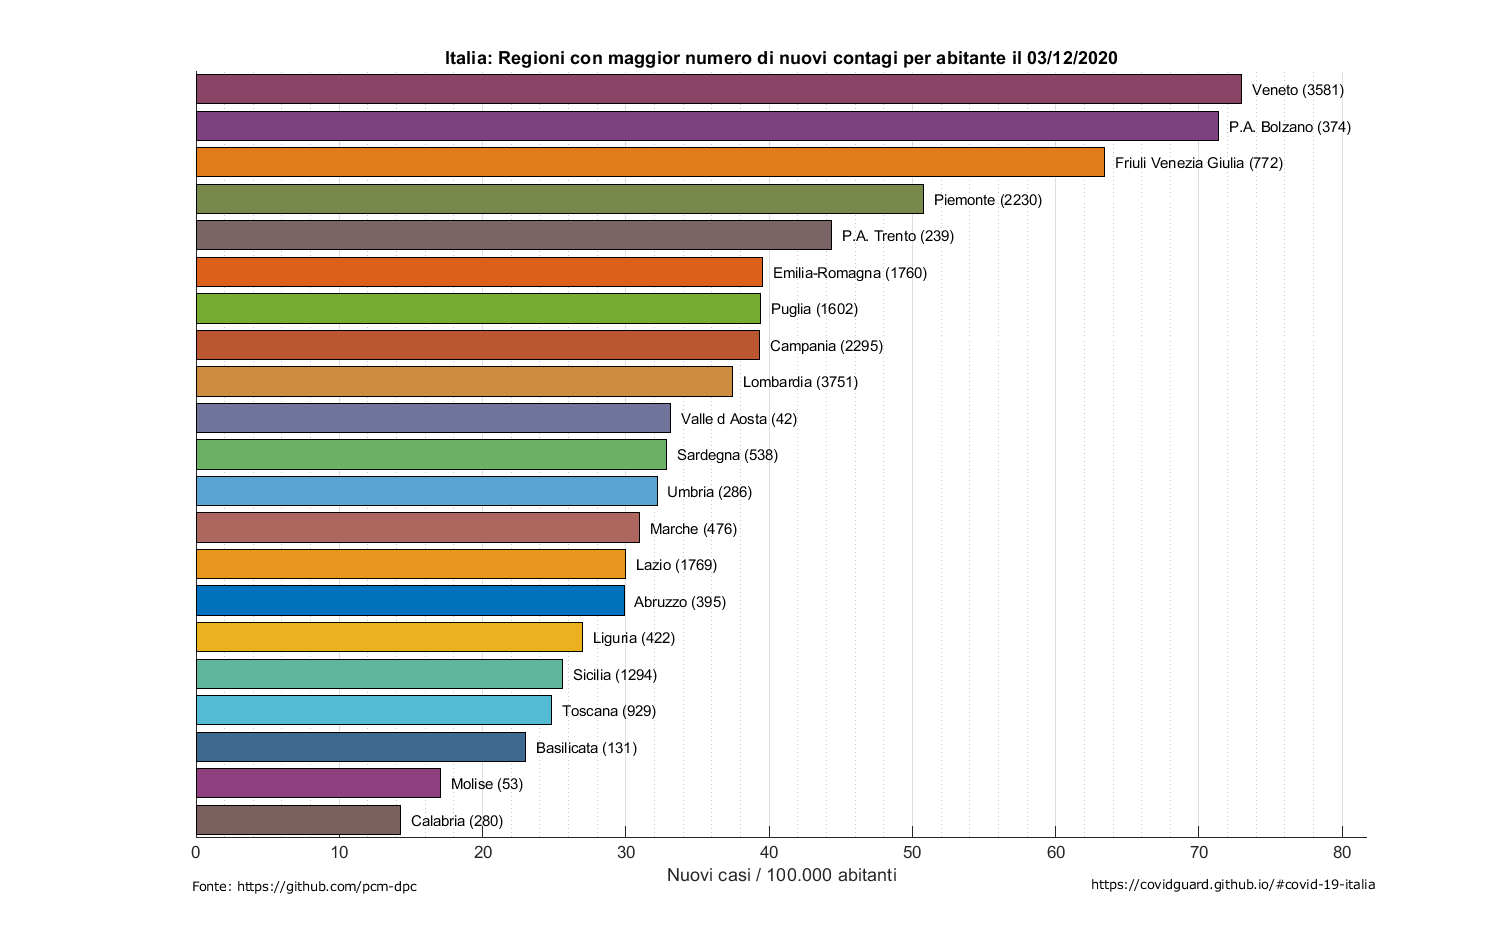 Italia: Regioni con maggior numero di nuovi contagi per abitante il 03/12/2020
Veneto (3581)
P.A. Bolzano (374)
Friuli Venezia Giulia (772)
Piemonte (2230)
P.A. Trento (239)
Emilia-Romagna (1760)
Puglia (1602)
Campania (2295)
Lombardia (3751)
Valle d Aosta (42)
Sardegna (538)
Umbria (286)
Marche (476)
Lazio (1769)
Abruzzo (395)
Liguria (422)
Sicilia (1294)
Toscana (929)
Basilicata (131)
Molise (53)
Calabria (280)
0 10 20 30 40 50 60 70 80
Nuovi casi / 100.000 abitanti
Fonte: https://github.com/pcm-dpc
https://covidguard.github.io/#covid-19-italia